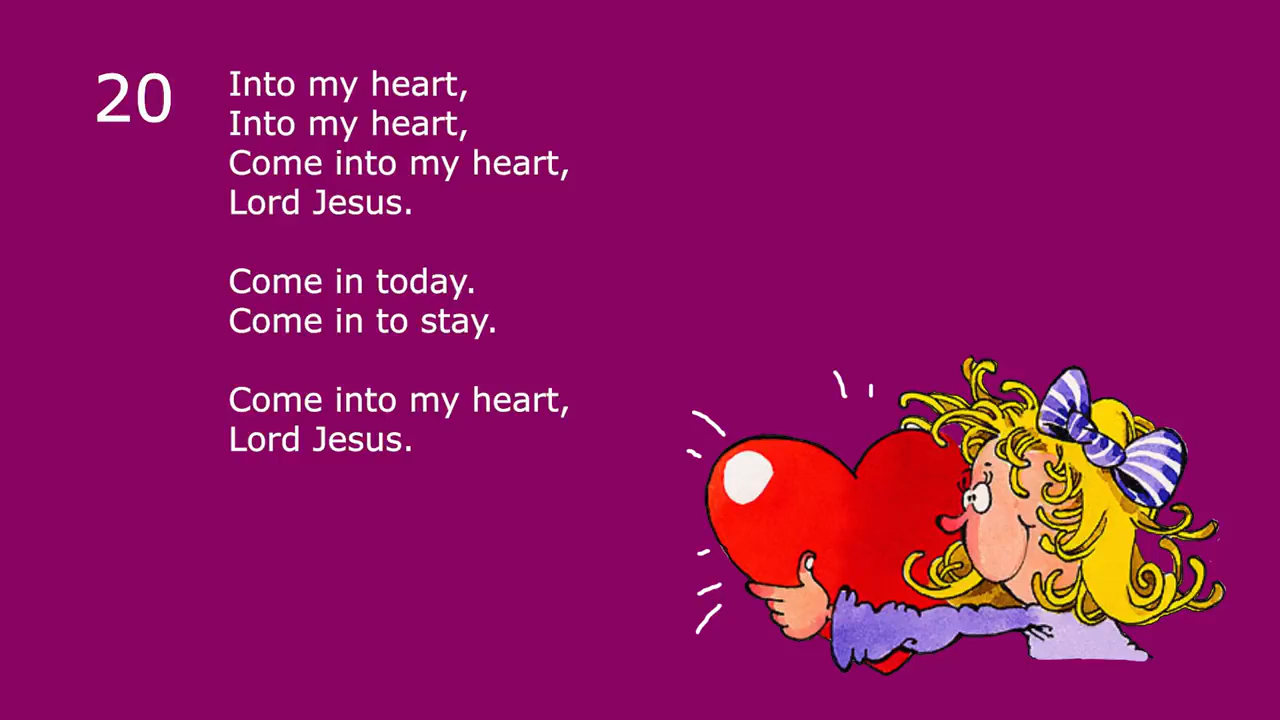 20
Into my heart,
Into my heart,
Come into my heart,
Lord Jesus.
Come in today.
Come in to stay.
Come into my heart,
Lord Jesus.